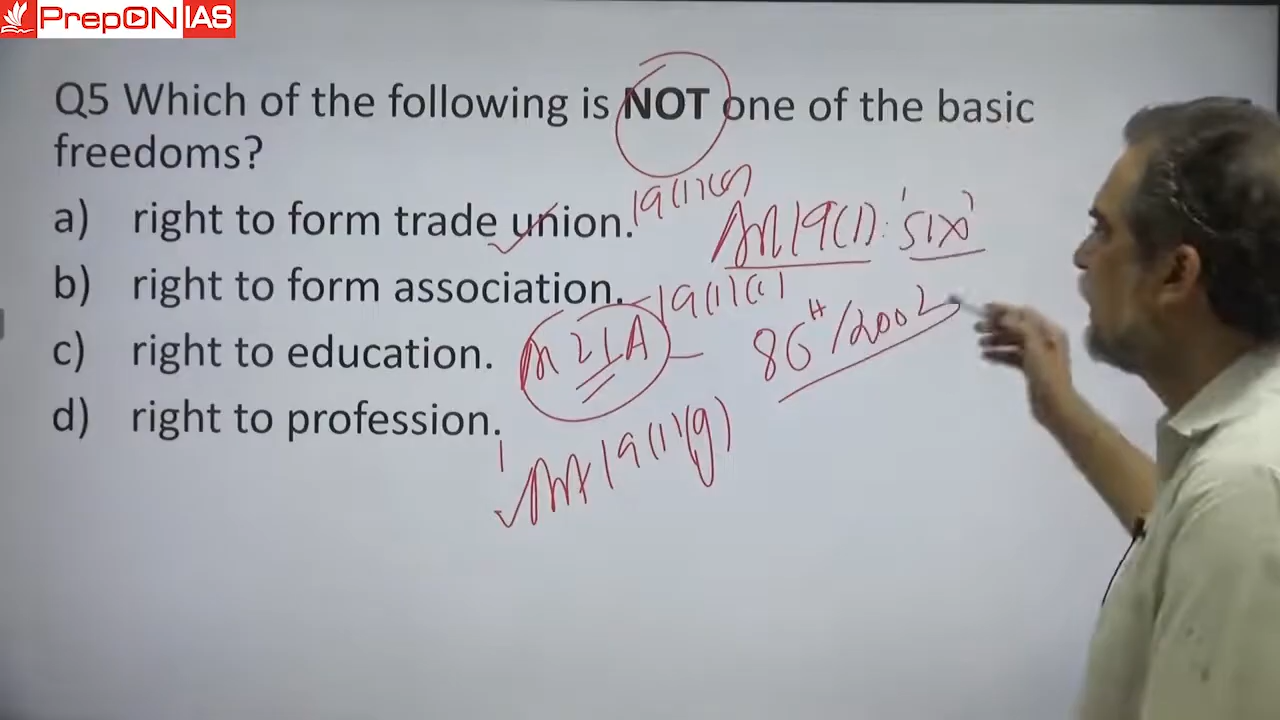 PrepON IAS
Q5 Which of the following is NOT one of the basic
freedoms?
a) right to form trade union. 19(1)(c)
Art 19(1): 'six'
b) right to form association. 19(1)(c)
86th/2002
c) right to education. Art 21A
d) right to profession.
Art 19(1)(g)